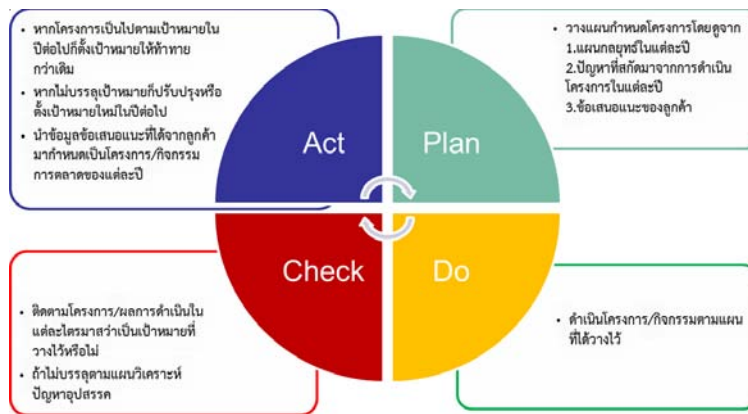 หากโครงการเป็นไปตามเป้าหมายใน
ปีต่อไปก็ตั้งเป้าหมายให้ท้าทาย
กว่าเดิม
หากไม่บรรลุเป้าหมายก็ปรับปรุงหรือ
ตั้งเป้าหมายใหม่ในปีต่อไป
นำข้อมูลข้อเสนอแนะที่ได้จากลูกค้า
มากำหนดเป็นโครงการ/กิจกรรม
การตลาดของแต่ละปี
Act
Plan
วางแผนกำหนดโครงการโดยดูจาก
1.แผนกลยุทธ์ในแต่ละปี
2.ปัญหาที่สกัดมาจากการดำเนิน
โครงการในแต่ละปี
3.ข้อเสนอแนะของลูกค้า
Check
Do
ติดตามโครงการ/ผลการดำเนินใน
แต่ละไตรมาสว่าเป็นเป้าหมายที่
วางไว้หรือไม่
ถ้าไม่บรรลุตามแผนวิเคราะห์
ปัญหาอุปสรรค
ดำเนินโครงการ/กิจกรรมตามแผน
ที่ได้วางไว้